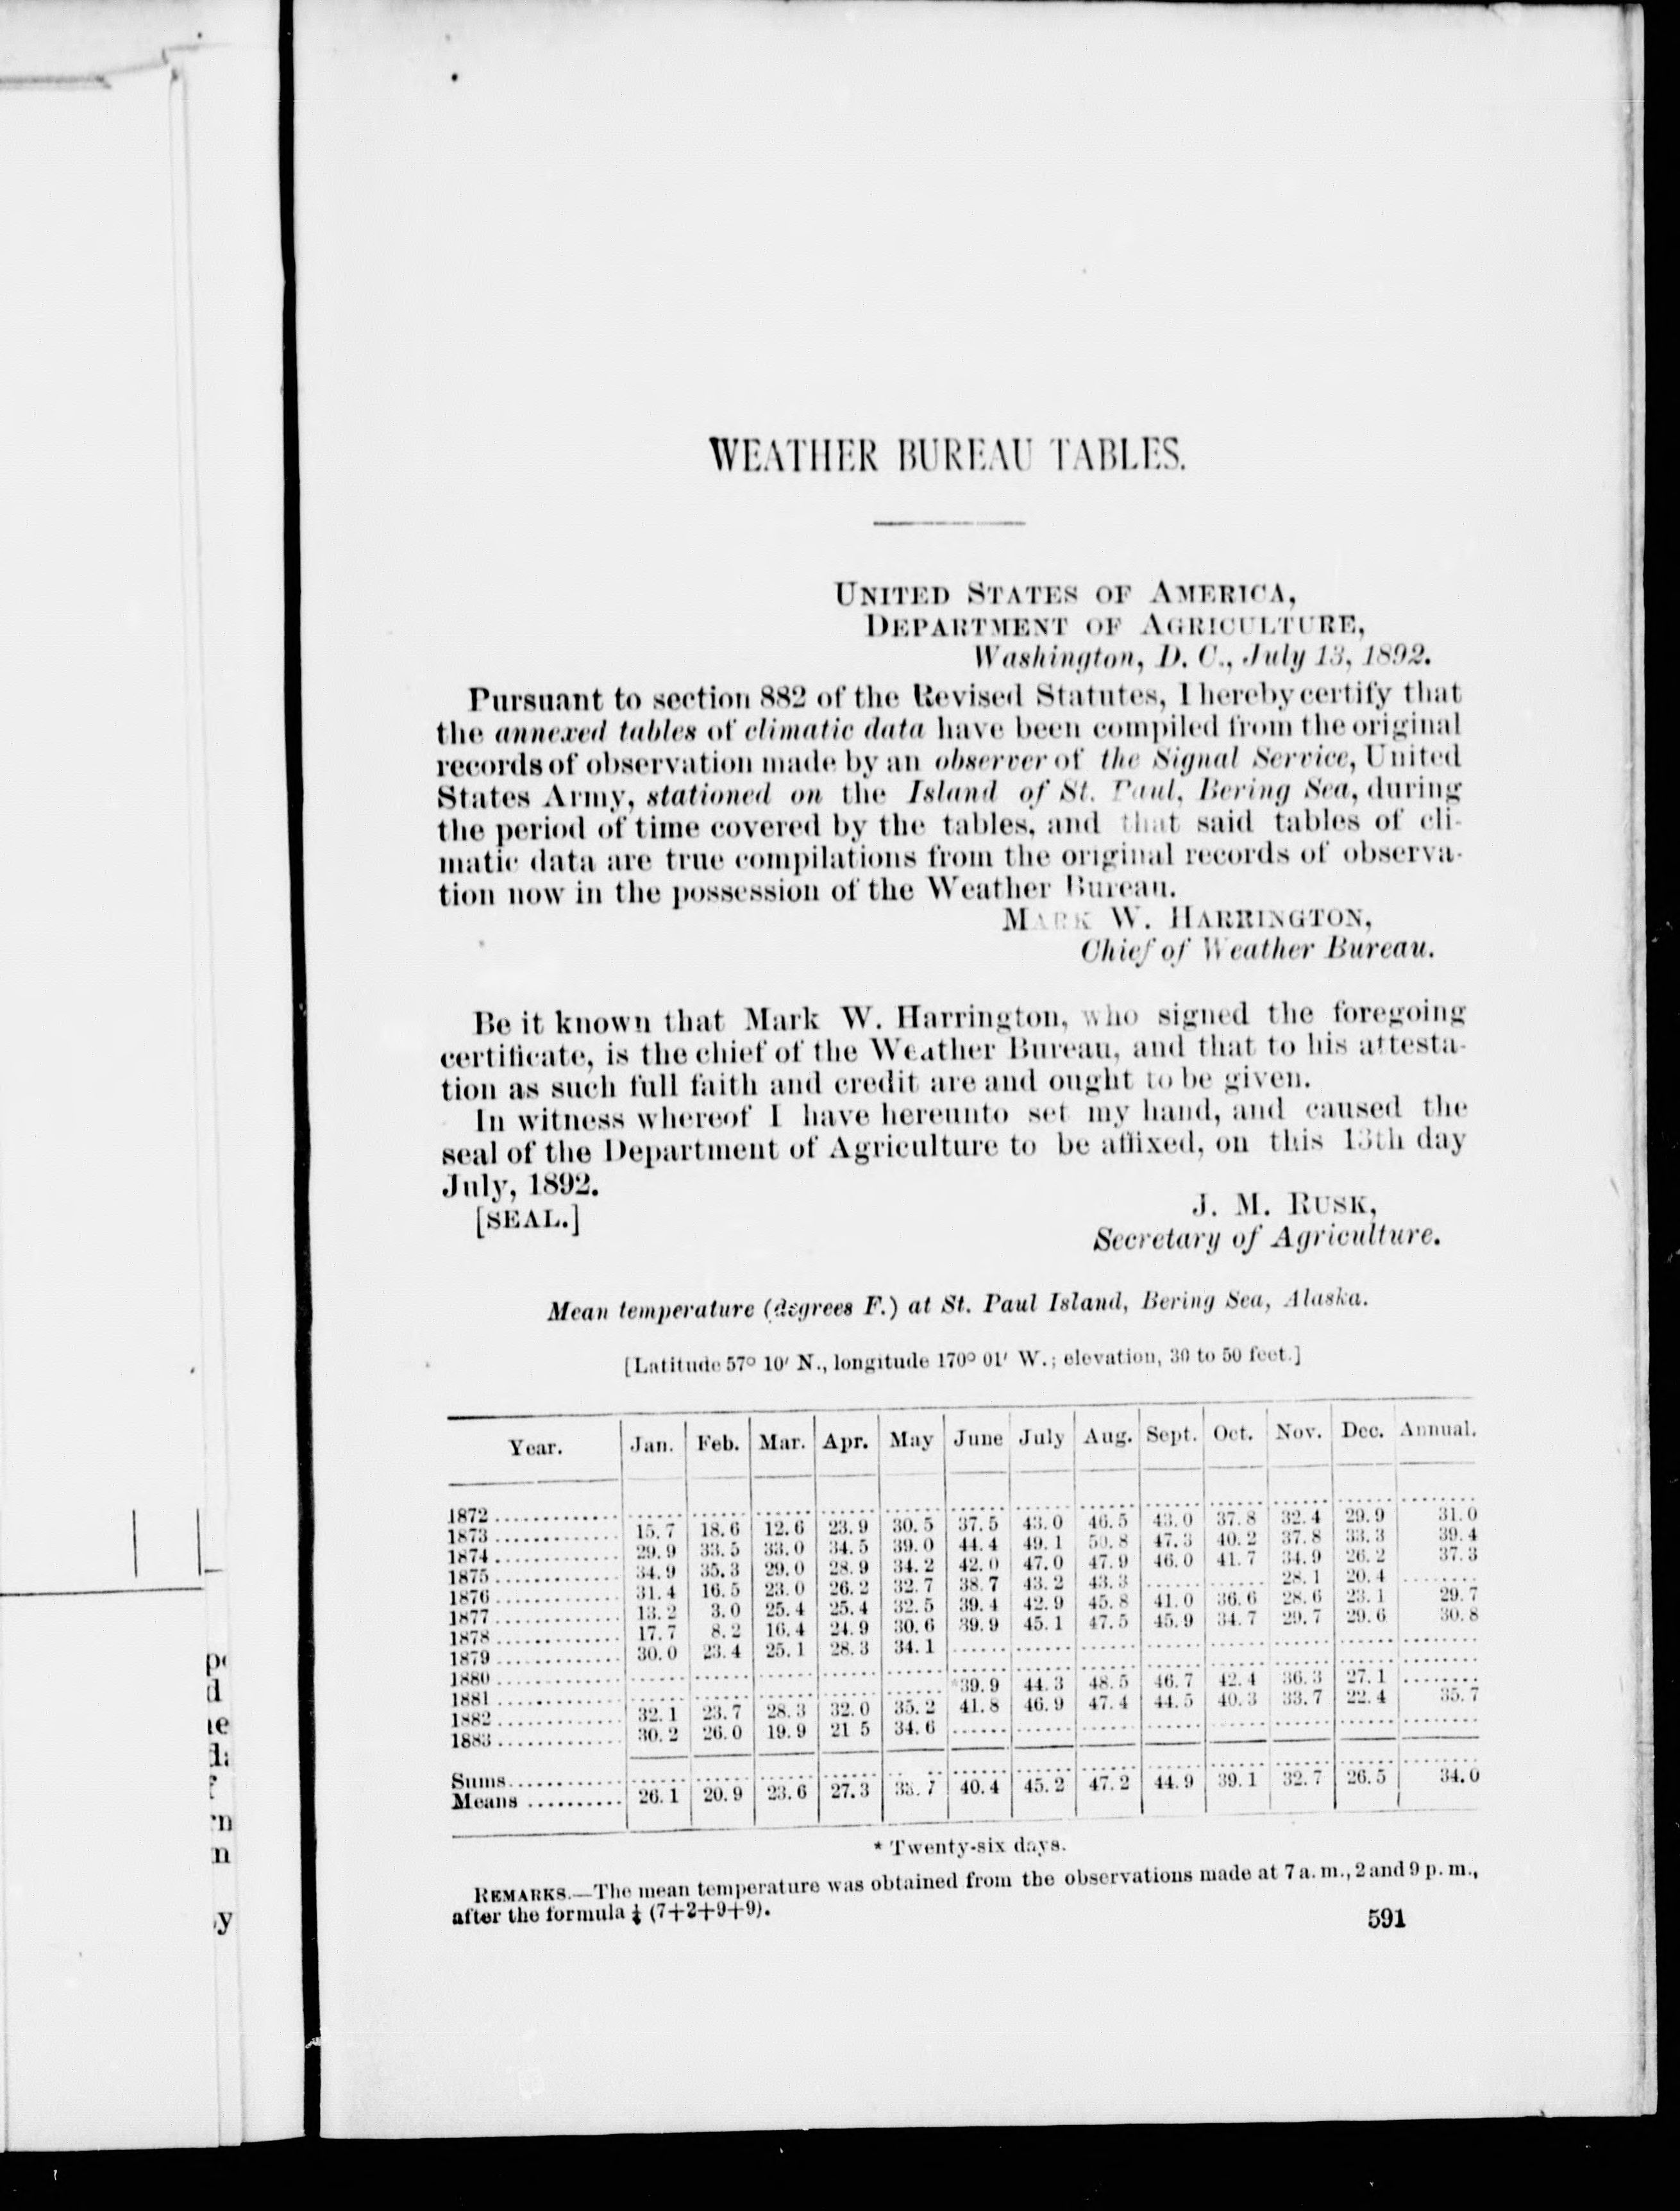 WEATHER BUREAU TABLES.
UNITED STATES OF AMERICA,
DEPARTMENT OF AGRICULTURE,
Washington, D. C., July 13, 1892.
Pursuant to section 882 of the Revised Statutes, I hereby certify that
the annexed tables of climatic data have been compiled from the original
records of observation made by an observer of the Signal Service, United
States Army, stationed on the Island of St. Paul, Bering Sea, during
the period of time covered by the tables, and that said tables of cli-
matic data are true compilations from the original records of observa-
tion now in the possession of the Weather Bureau.
MARK W. HARRINGTON,
Chief of Weather Bureau.
Be it known that Mark W. Harrington, who signed the foregoing
certificate, is the chief of the Weather Bureau, and that to his attesta-
tion as such full faith and credit are and ought to be given.
In witness whereof I have hereunto set my hand, and caused the
seal of the Department of Agriculture to be affixed, on this 13th day
July, 1892.
J. M. RUSK,
[SEAL.]
Secretary of Agriculture.
Mean temperature (degrees F.) at St. Paul Island, Bering Sea, Alaska.
[Latitude 57° 10' N., longitude 170° 01' W.; elevation, 30 to 50 feet.]
Year. Jan. Feb. Mar. Apr. May June July Aug. Sept. Oct. Nov. Dec. Annual.
1872
1873 15.7 18.6 12.6 23.9 30.5 37.5 43.0 46.5 43.0 37.8 32.4 29.9 31.0
1874 29.9 33.5 33.0 34.5 39.0 44.4 49.1 50.8 47.3 40.2 37.8 33.3 39.4
1875 34.9 35.3 29.0 28.9 34.2 42.0 47.0 47.9 46.0 41.7 34.9 26.2 37.3
1876 31.4 16.5 23.0 26.2 32.7 38.7 43.2 43.3 ...... ...... 28.1 20.4 ......
1877 13.2 3.0 25.4 25.4 32.5 39.4 42.9 45.8 41.0 36.6 28.6 23.1 29.7
1878 17.7 8.2 16.4 24.9 30.6 39.9 45.1 47.5 45.9 34.7 29.7 29.6 30.8
1879 30.0 23.4 25.1 28.3 34.1 ...... ...... ...... ...... ...... ...... ...... ......
1880
1881 ...... ...... ...... ...... ...... *39.9 44.3 48.5 46.7 42.4 36.3 27.1 ......
1882 32.1 23.7 28.3 32.0 35.2 41.8 46.9 47.4 44.5 40.3 33.7 22.4 35.7
1883 30.2 26.0 19.9 21 5 34.6 ...... ...... ...... ...... ...... ...... ...... ......
Sums
Means 26.1 20.9 23.6 27.3 33.7 40.4 45.2 47.2 44.9 39.1 32.7 26.5 34.0
* Twenty-six days.
REMARKS.—The mean temperature was obtained from the observations made at 7 a. m., 2 and 9 p. m.,
after the formula ¼ (7+2+9+9).
591